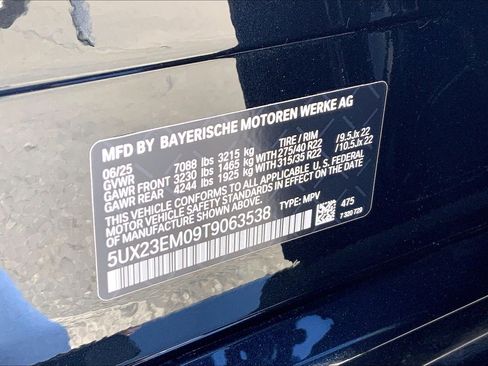 MFD BY BAYERISCHE MOTOREN WERKE AG
06/25 TIRE / RIM
GVWR 7088 lbs 3215 kg
GAWR FRONT 3230 lbs 1465 kg WITH 275/40 R22 / 9.5Jx22
GAWR REAR 4244 lbs 1925 kg WITH 315/35 R22 / 10.5Jx22
THIS VEHICLE CONFORMS TO ALL APPLICABLE U. S. FEDERAL
MOTOR VEHICLE SAFETY STANDARDS IN EFFECT ON THE DATE
OF MANUFACTURE SHOWN ABOVE.
5UX23EM09T9063538 TYPE: MPV 475
7 320 729